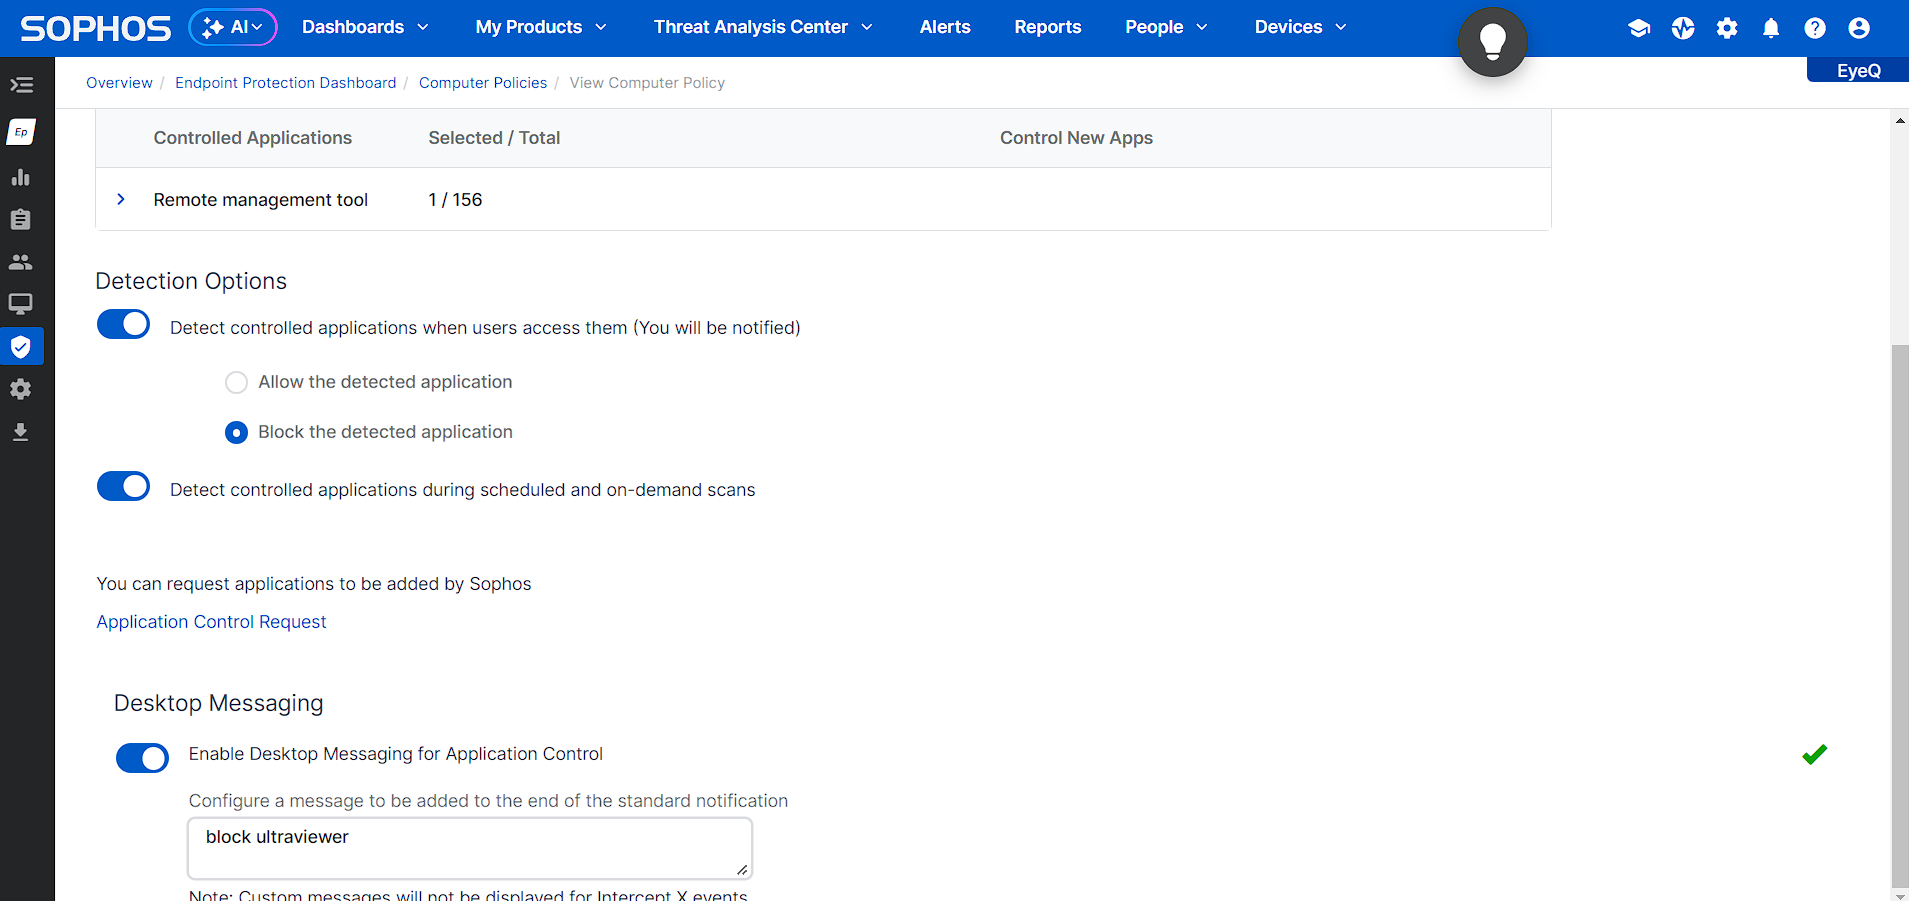 SOPHOS AI Dashboards My Products Threat Analysis Center Alerts Reports People Devices
EyeQ
Overview / Endpoint Protection Dashboard / Computer Policies / View Computer Policy
Ep
Controlled Applications Selected / Total Control New Apps
Remote management tool 1 / 156
Detection Options
Detect controlled applications when users access them (You will be notified)
Allow the detected application
Block the detected application
Detect controlled applications during scheduled and on-demand scans
You can request applications to be added by Sophos
Application Control Request
Desktop Messaging
Enable Desktop Messaging for Application Control
Configure a message to be added to the end of the standard notification
block ultraviewer
Note: Custom messages will not be displayed for Intercept X events